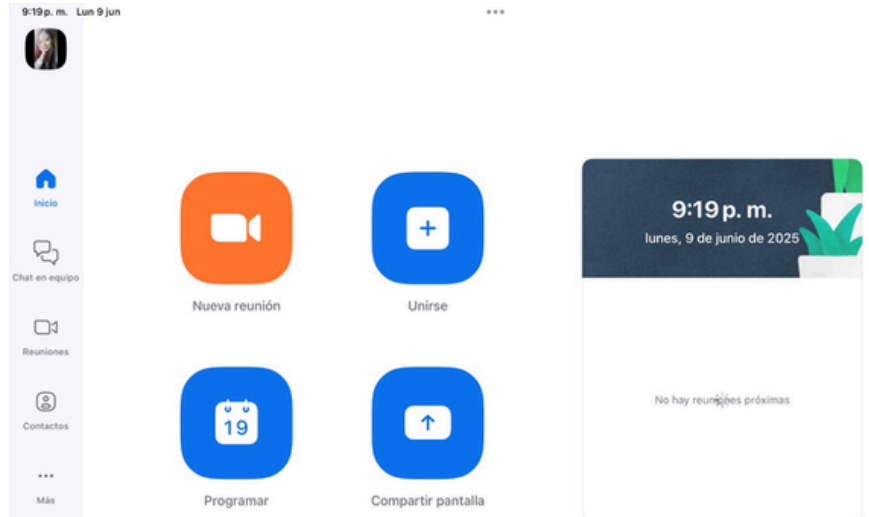 9:19 p. m. Lun 9 jun
Inicio
Chat en equipo
Reuniones
Contactos
Más
Nueva reunión
Unirse
19
Programar
Compartir pantalla
9:19 p. m.
lunes, 9 de junio de 2025
No hay reuniones próximas